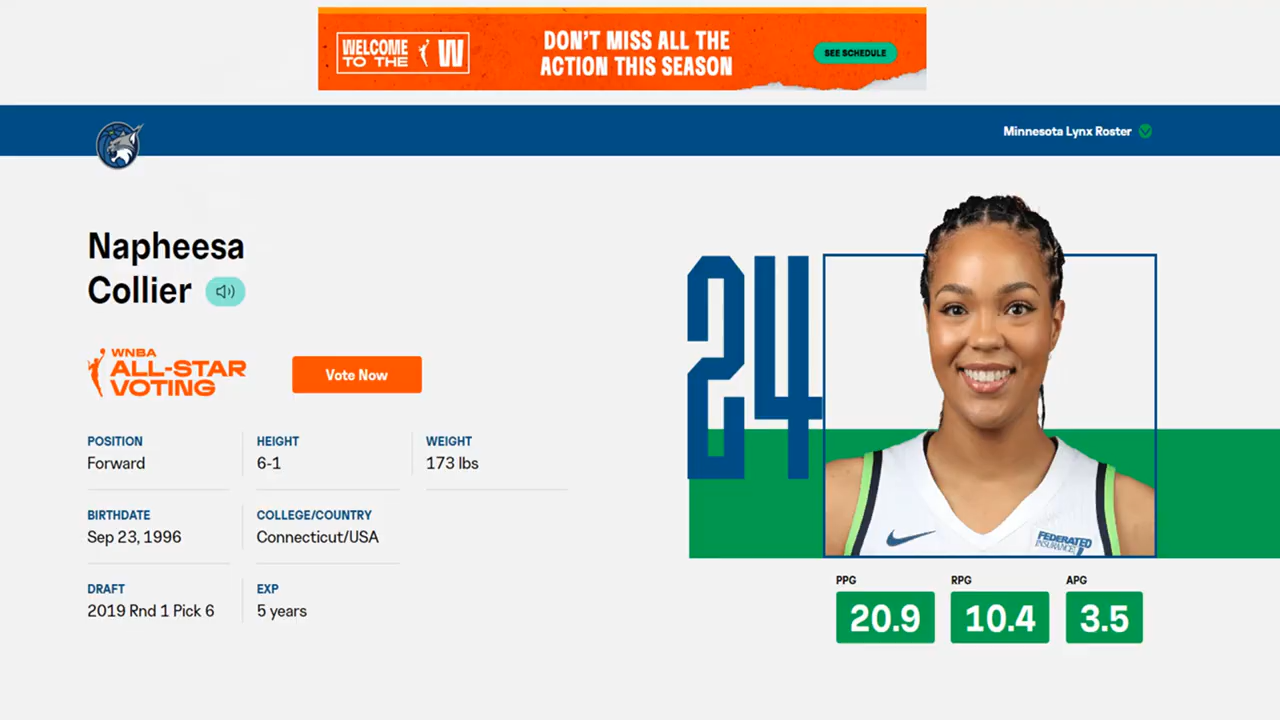 WELCOME
TO THE
W
DON'T MISS ALL THE
ACTION THIS SEASON
SEE SCHEDULE
Minnesota Lynx Roster
Napheesa
Collier
WNBA
ALL-STAR
VOTING
Vote Now
POSITION
Forward
HEIGHT
6-1
WEIGHT
173 lbs
BIRTHDATE
Sep 23, 1996
COLLEGE/COUNTRY
Connecticut/USA
DRAFT
2019 Rnd 1 Pick 6
EXP
5 years
24
FEDERATED
INSURANCE
PPG
20.9
RPG
10.4
APG
3.5